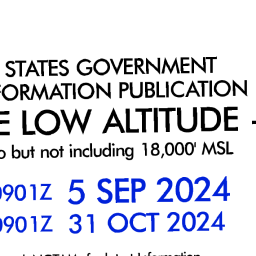 STATES GOVERNMENT
FORMATION PUBLICATION
E LOW ALTITUDE -
but not including 18,000' MSL
0901Z 5 SEP 2024
0901Z 31 OCT 2024